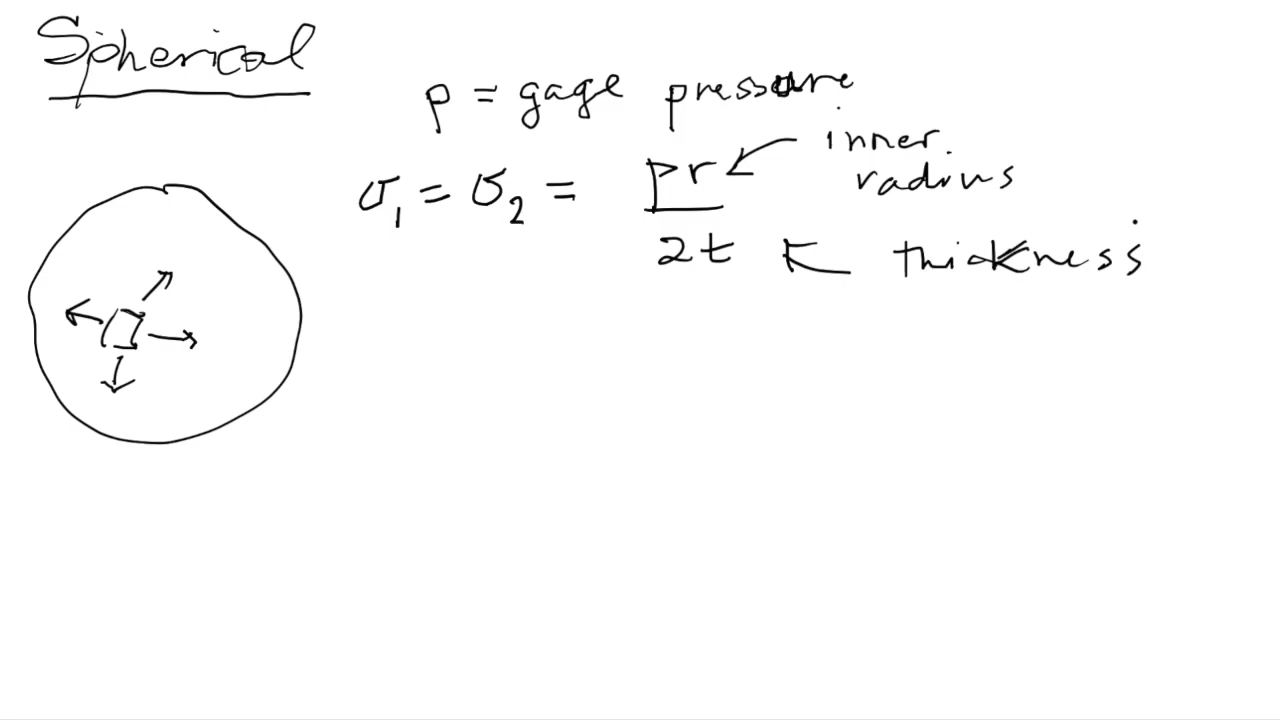 Spherical
p = gage pressure
σ₁ = σ₂ = pr/2t
inner radius
thickness